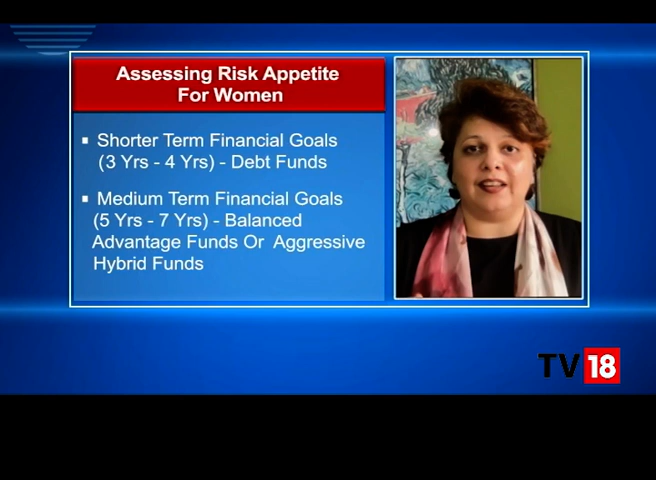 Assessing Risk Appetite
For Women
▪ Shorter Term Financial Goals
(3 Yrs - 4 Yrs) - Debt Funds
▪ Medium Term Financial Goals
(5 Yrs - 7 Yrs) - Balanced
Advantage Funds Or Aggressive
Hybrid Funds
TV18